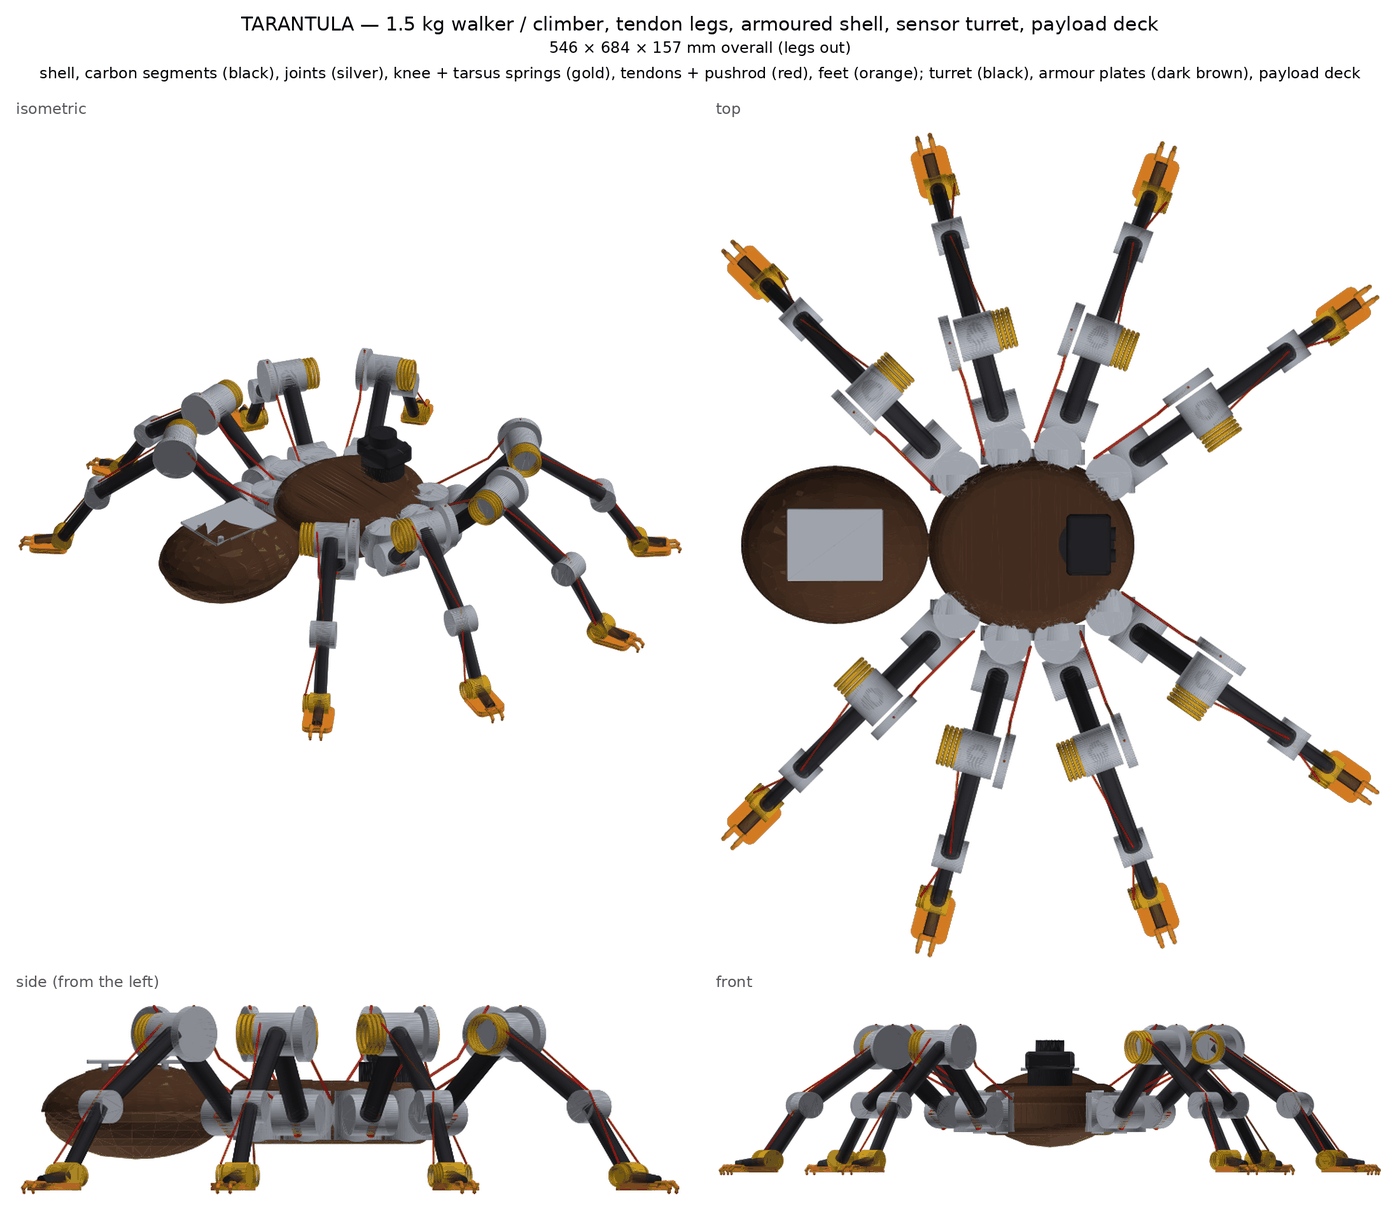 TARANTULA — 1.5 kg walker / climber, tendon legs, armoured shell, sensor turret, payload deck
546 × 684 × 157 mm overall (legs out)
shell, carbon segments (black), joints (silver), knee + tarsus springs (gold), tendons + pushrod (red), feet (orange); turret (black), armour plates (dark brown), payload deck
isometric
top
side (from the left)
front